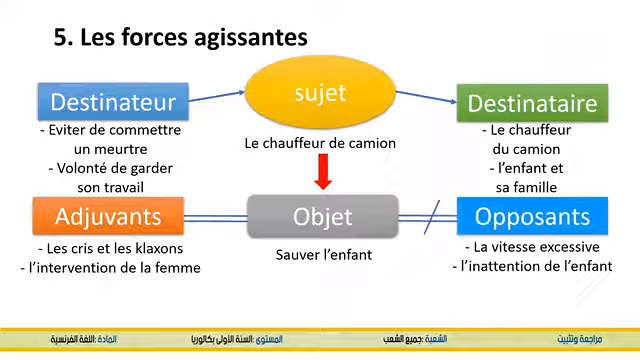 5. Les forces agissantes
Destinateur
sujet
Destinataire
- Eviter de commettre
un meurtre
- Volonté de garder
son travail
Le chauffeur de camion
- Le chauffeur
du camion
- l'enfant et
sa famille
Adjuvants
Objet
Opposants
- Les cris et les klaxons
- l'intervention de la femme
Sauver l'enfant
- La vitesse excessive
- l'inattention de l'enfant
مراجعة وتثبيت
الشعبة :جميع الشعب
المستوى :السنة الأولى بكالوريا
المادة :اللغة الفرنسية